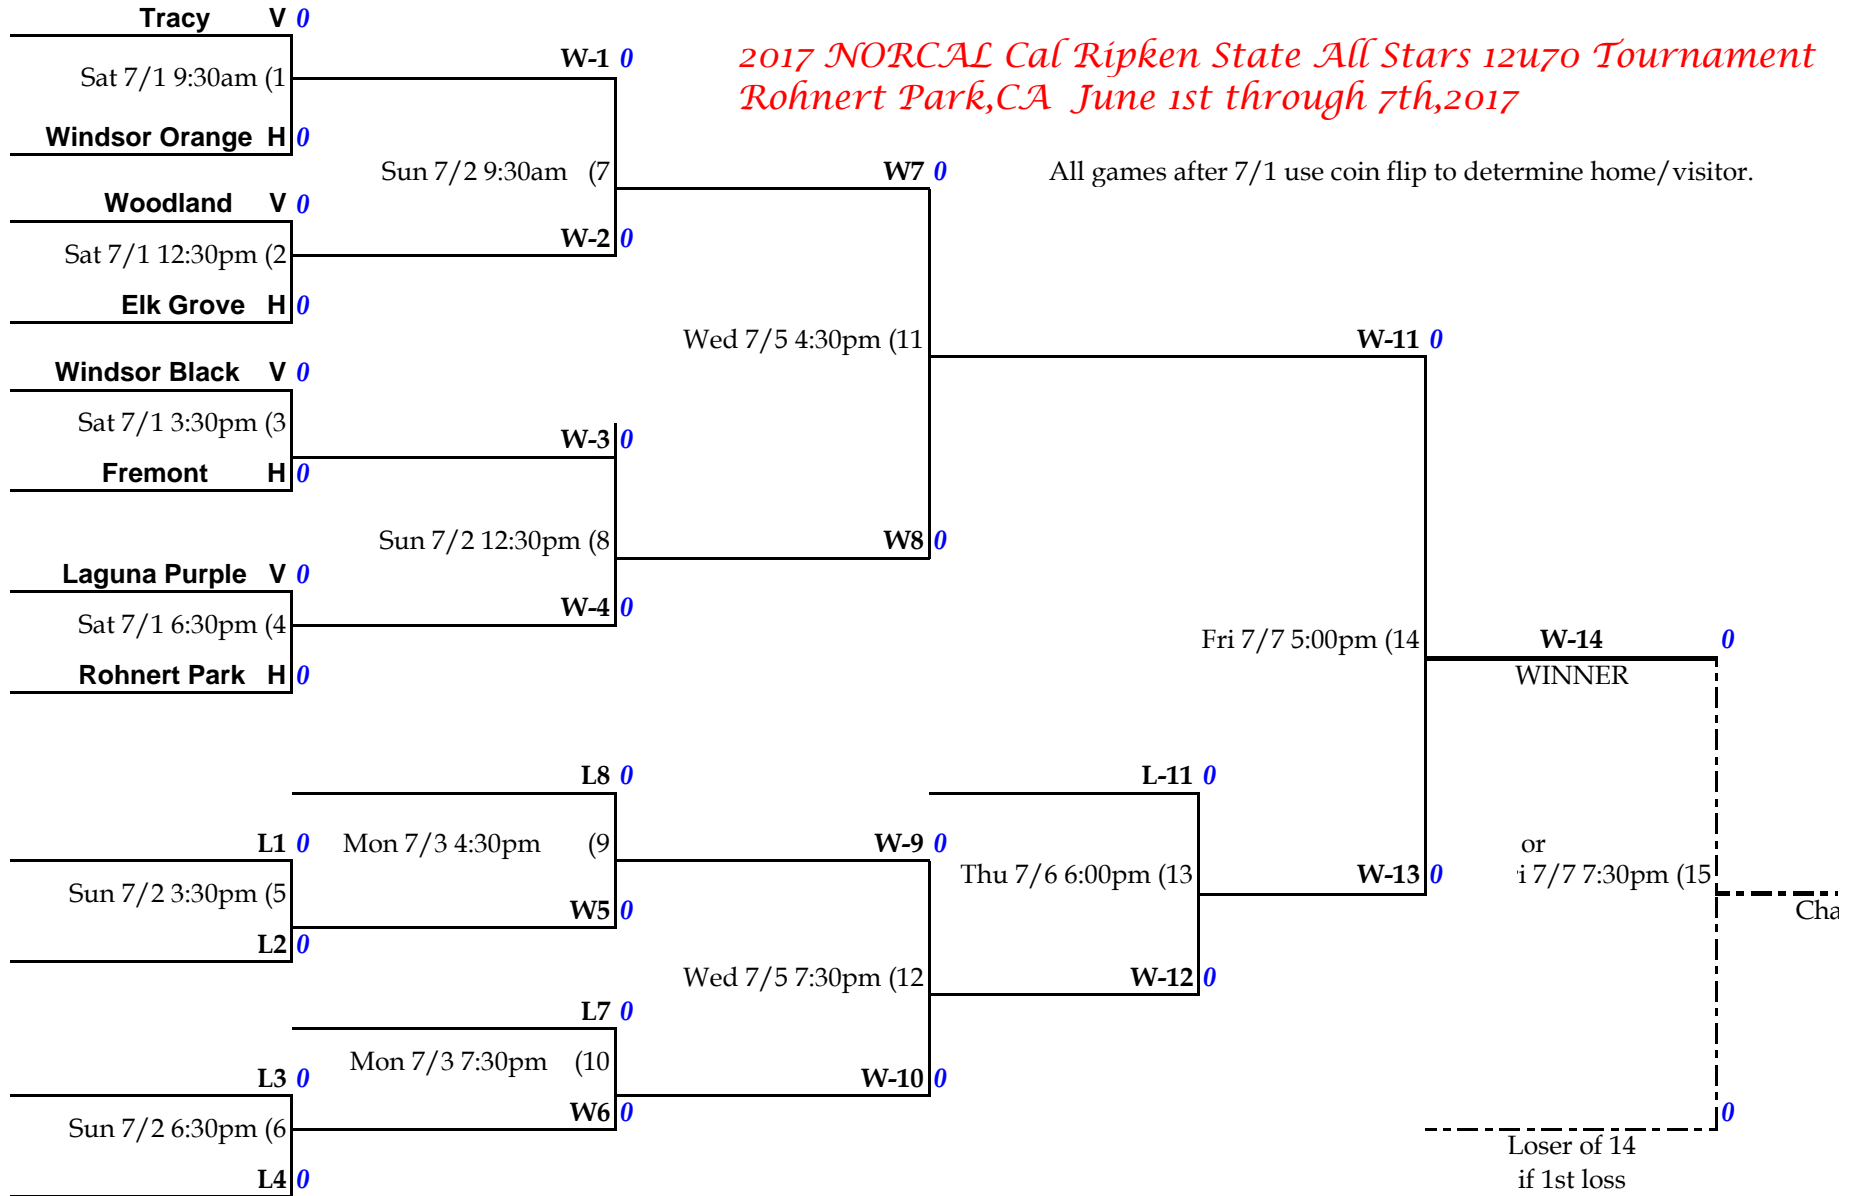 Tracy V 0
W-1 0
2017 NORCAL Cal Ripken State All Stars 12u70 Tournament
Rohnert Park,CA June 1st through 7th,2017
Sat 7/1 9:30am (1
Windsor Orange H 0
Sun 7/2 9:30am (7
W7 0
All games after 7/1 use coin flip to determine home/visitor.
Woodland V 0
W-2 0
Sat 7/1 12:30pm (2
Elk Grove H 0
Wed 7/5 4:30pm (11
W-11 0
Windsor Black V 0
Sat 7/1 3:30pm (3
W-3 0
Fremont H 0
Sun 7/2 12:30pm (8
W8 0
Laguna Purple V 0
W-4 0
Sat 7/1 6:30pm (4
Fri 7/7 5:00pm (14
W-14 0
WINNER
Rohnert Park H 0
L8 0
L-11 0
L1 0
Mon 7/3 4:30pm (9
W-9 0
or
Thu 7/6 6:00pm (13
W-13 0
i 7/7 7:30pm (15
Sun 7/2 3:30pm (5
W5 0
Cha
L2 0
Wed 7/5 7:30pm (12
W-12 0
L7 0
Mon 7/3 7:30pm (10
L3 0
W-10 0
W6 0
0
Sun 7/2 6:30pm (6
Loser of 14
if 1st loss
L4 0